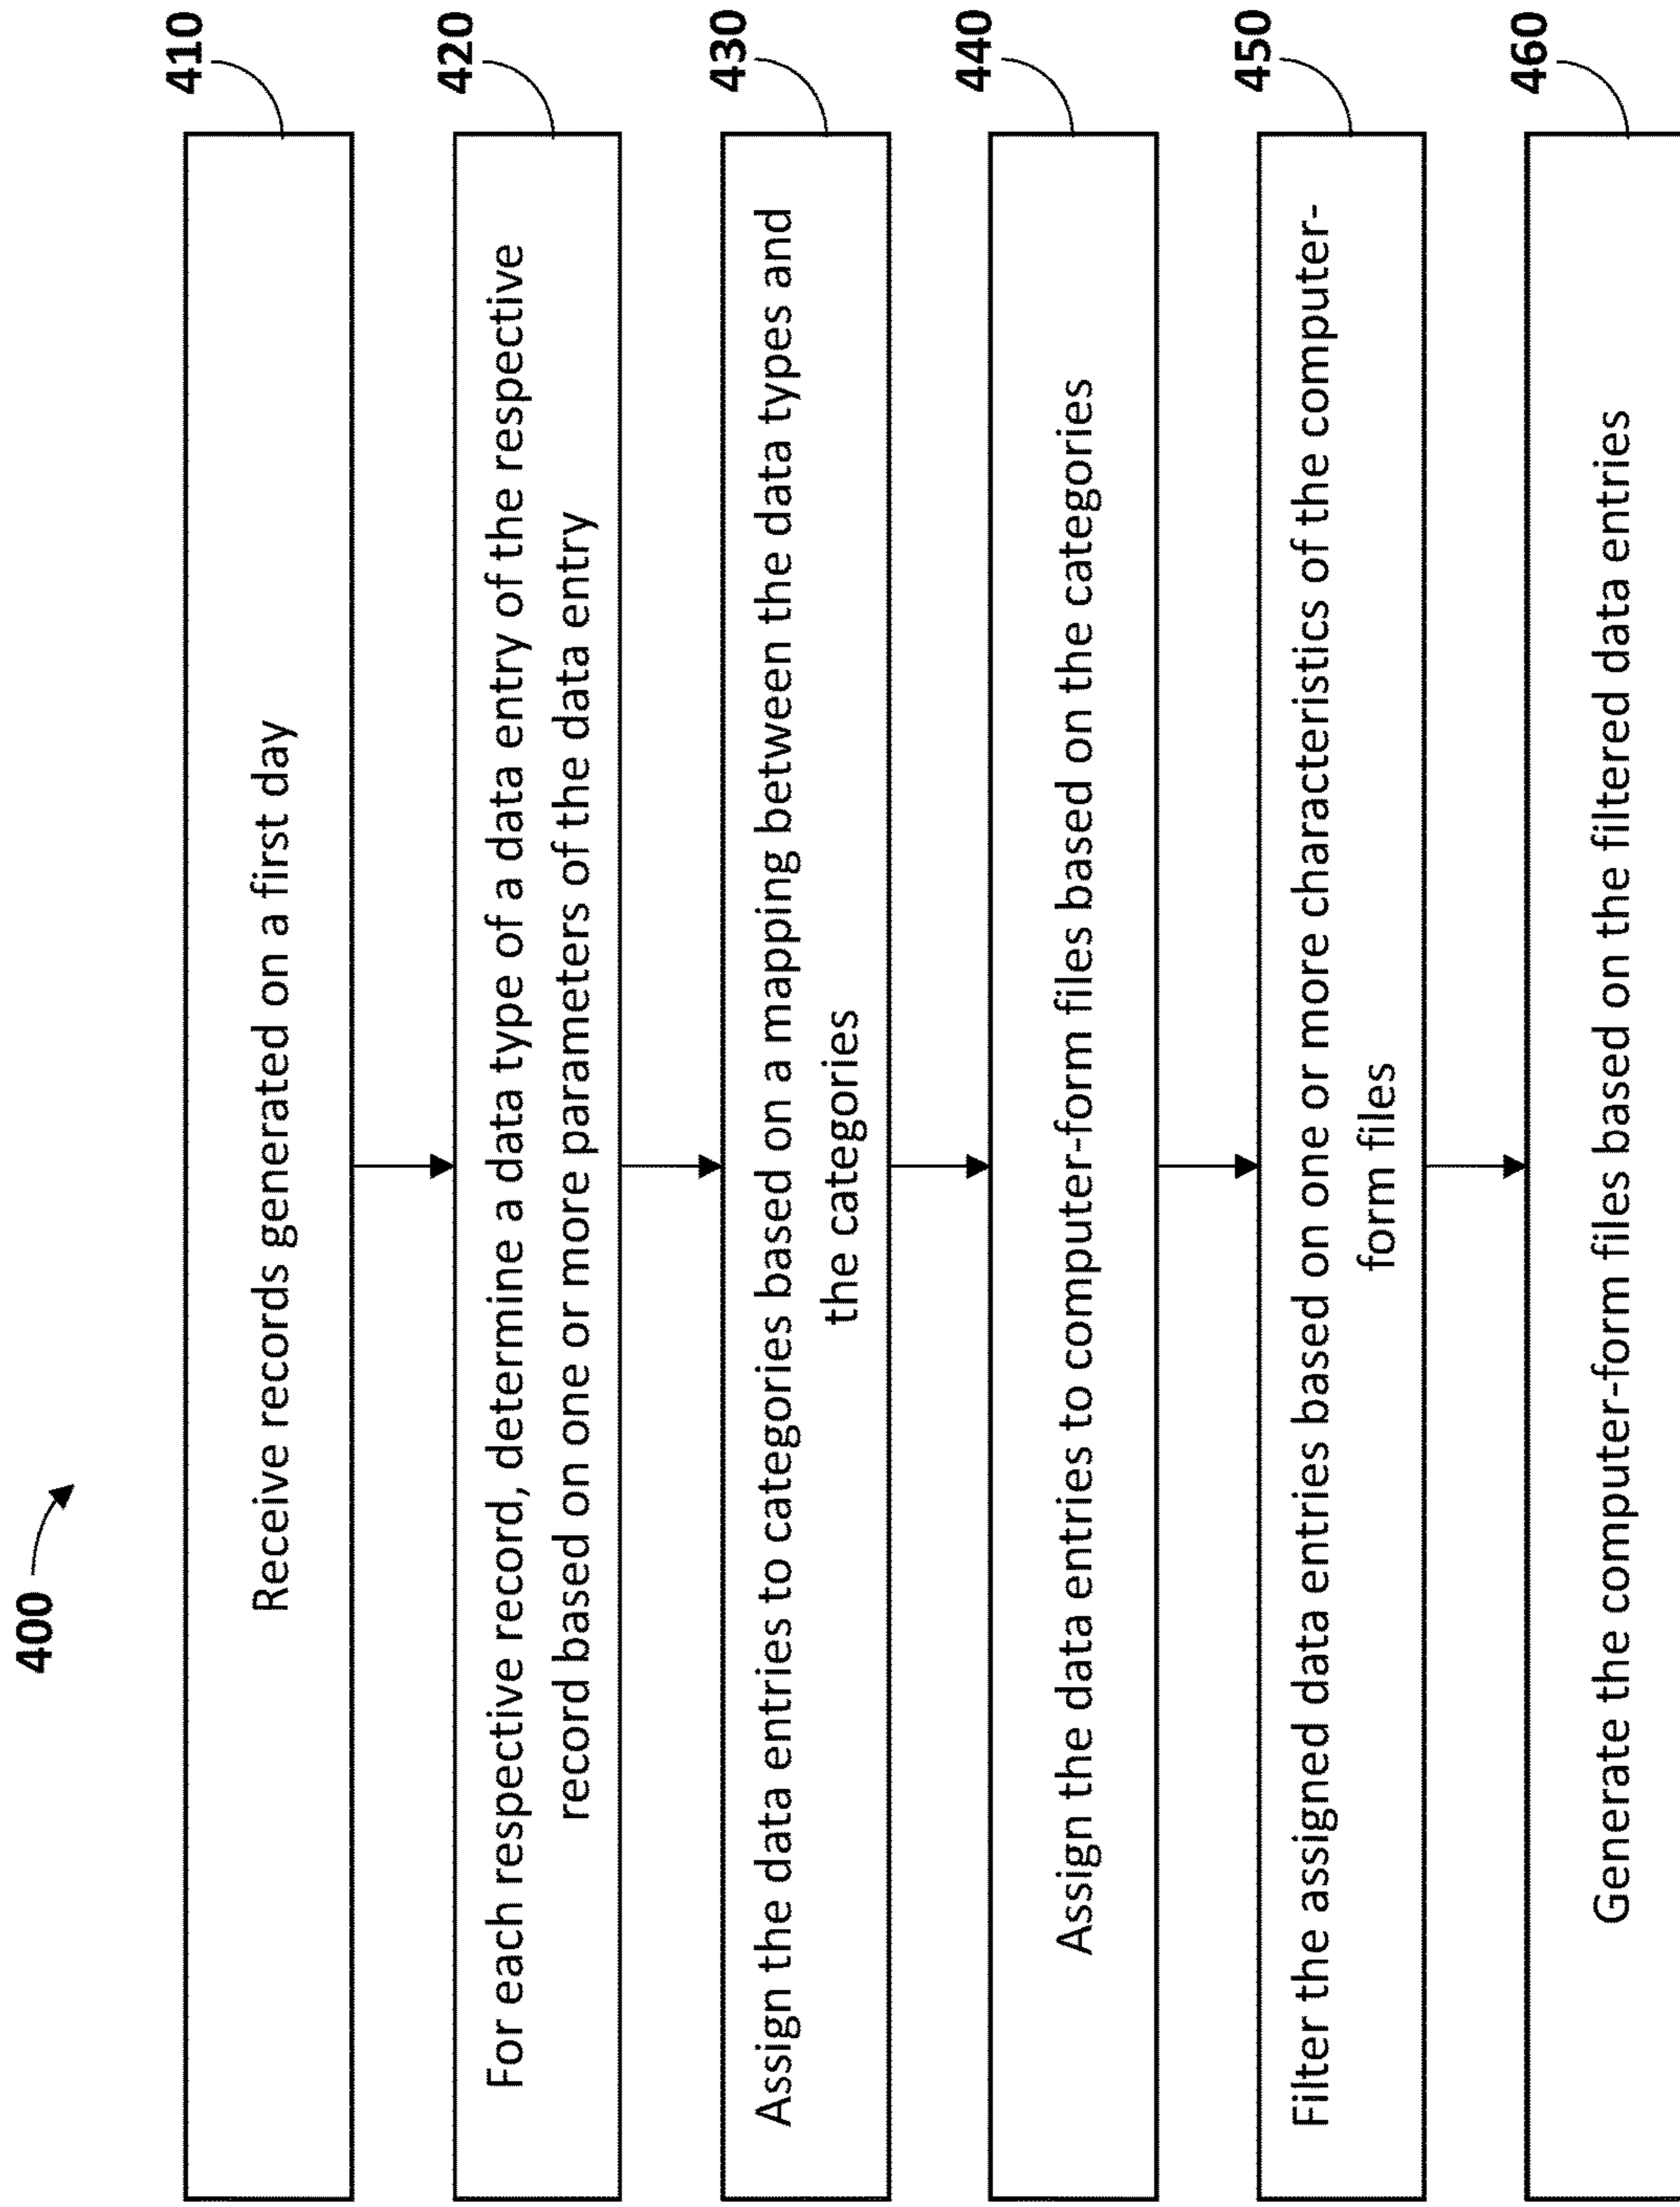 400
410
Receive records generated on a first day
420
For each respective record, determine a data type of a data entry of the respective
record based on one or more parameters of the data entry
430
Assign the data entries to categories based on a mapping between the data types and
the categories
440
Assign the data entries to computer-form files based on the categories
450
Filter the assigned data entries based on one or more characteristics of the computer-
form files
460
Generate the computer-form files based on the filtered data entries